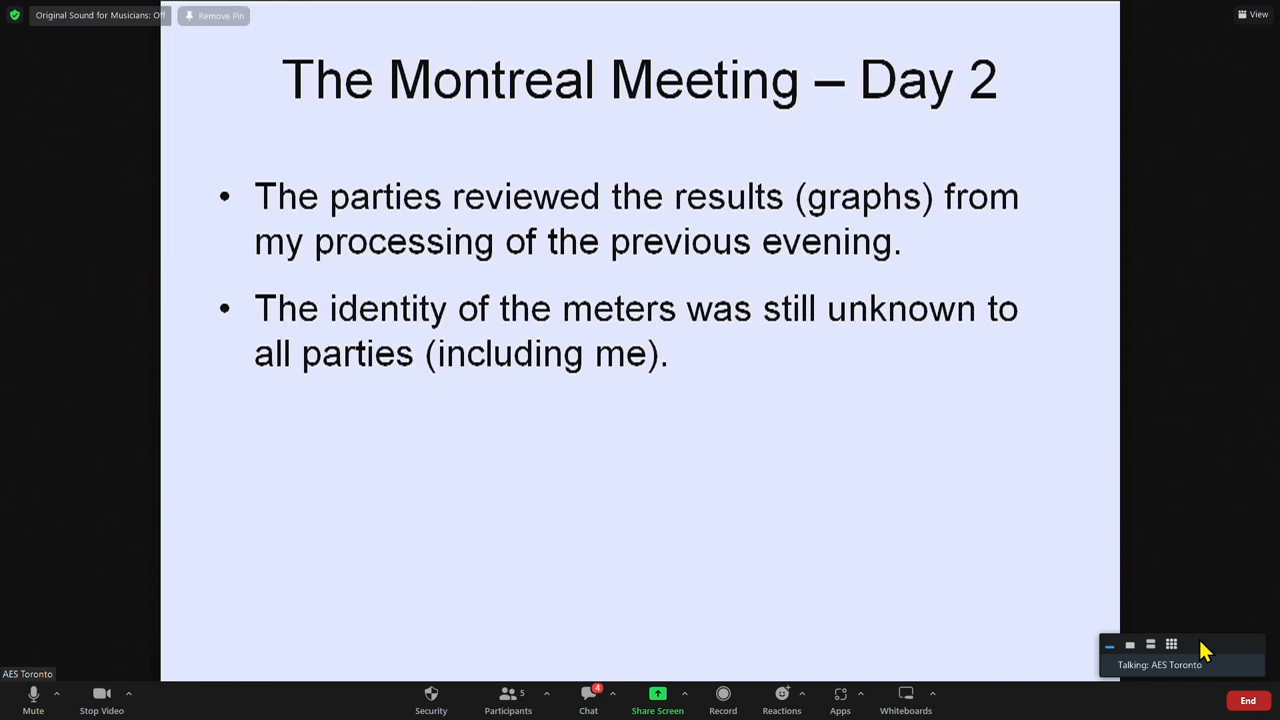 Original Sound for Musicians: Off
Remove Pin
View
The Montreal Meeting – Day 2
• The parties reviewed the results (graphs) from
my processing of the previous evening.
• The identity of the meters was still unknown to
all parties (including me).
Talking: AES Toronto
AES Toronto
Mute
Stop Video
Security
5
Participants
4
Chat
Share Screen
Record
Reactions
Apps
Whiteboards
End